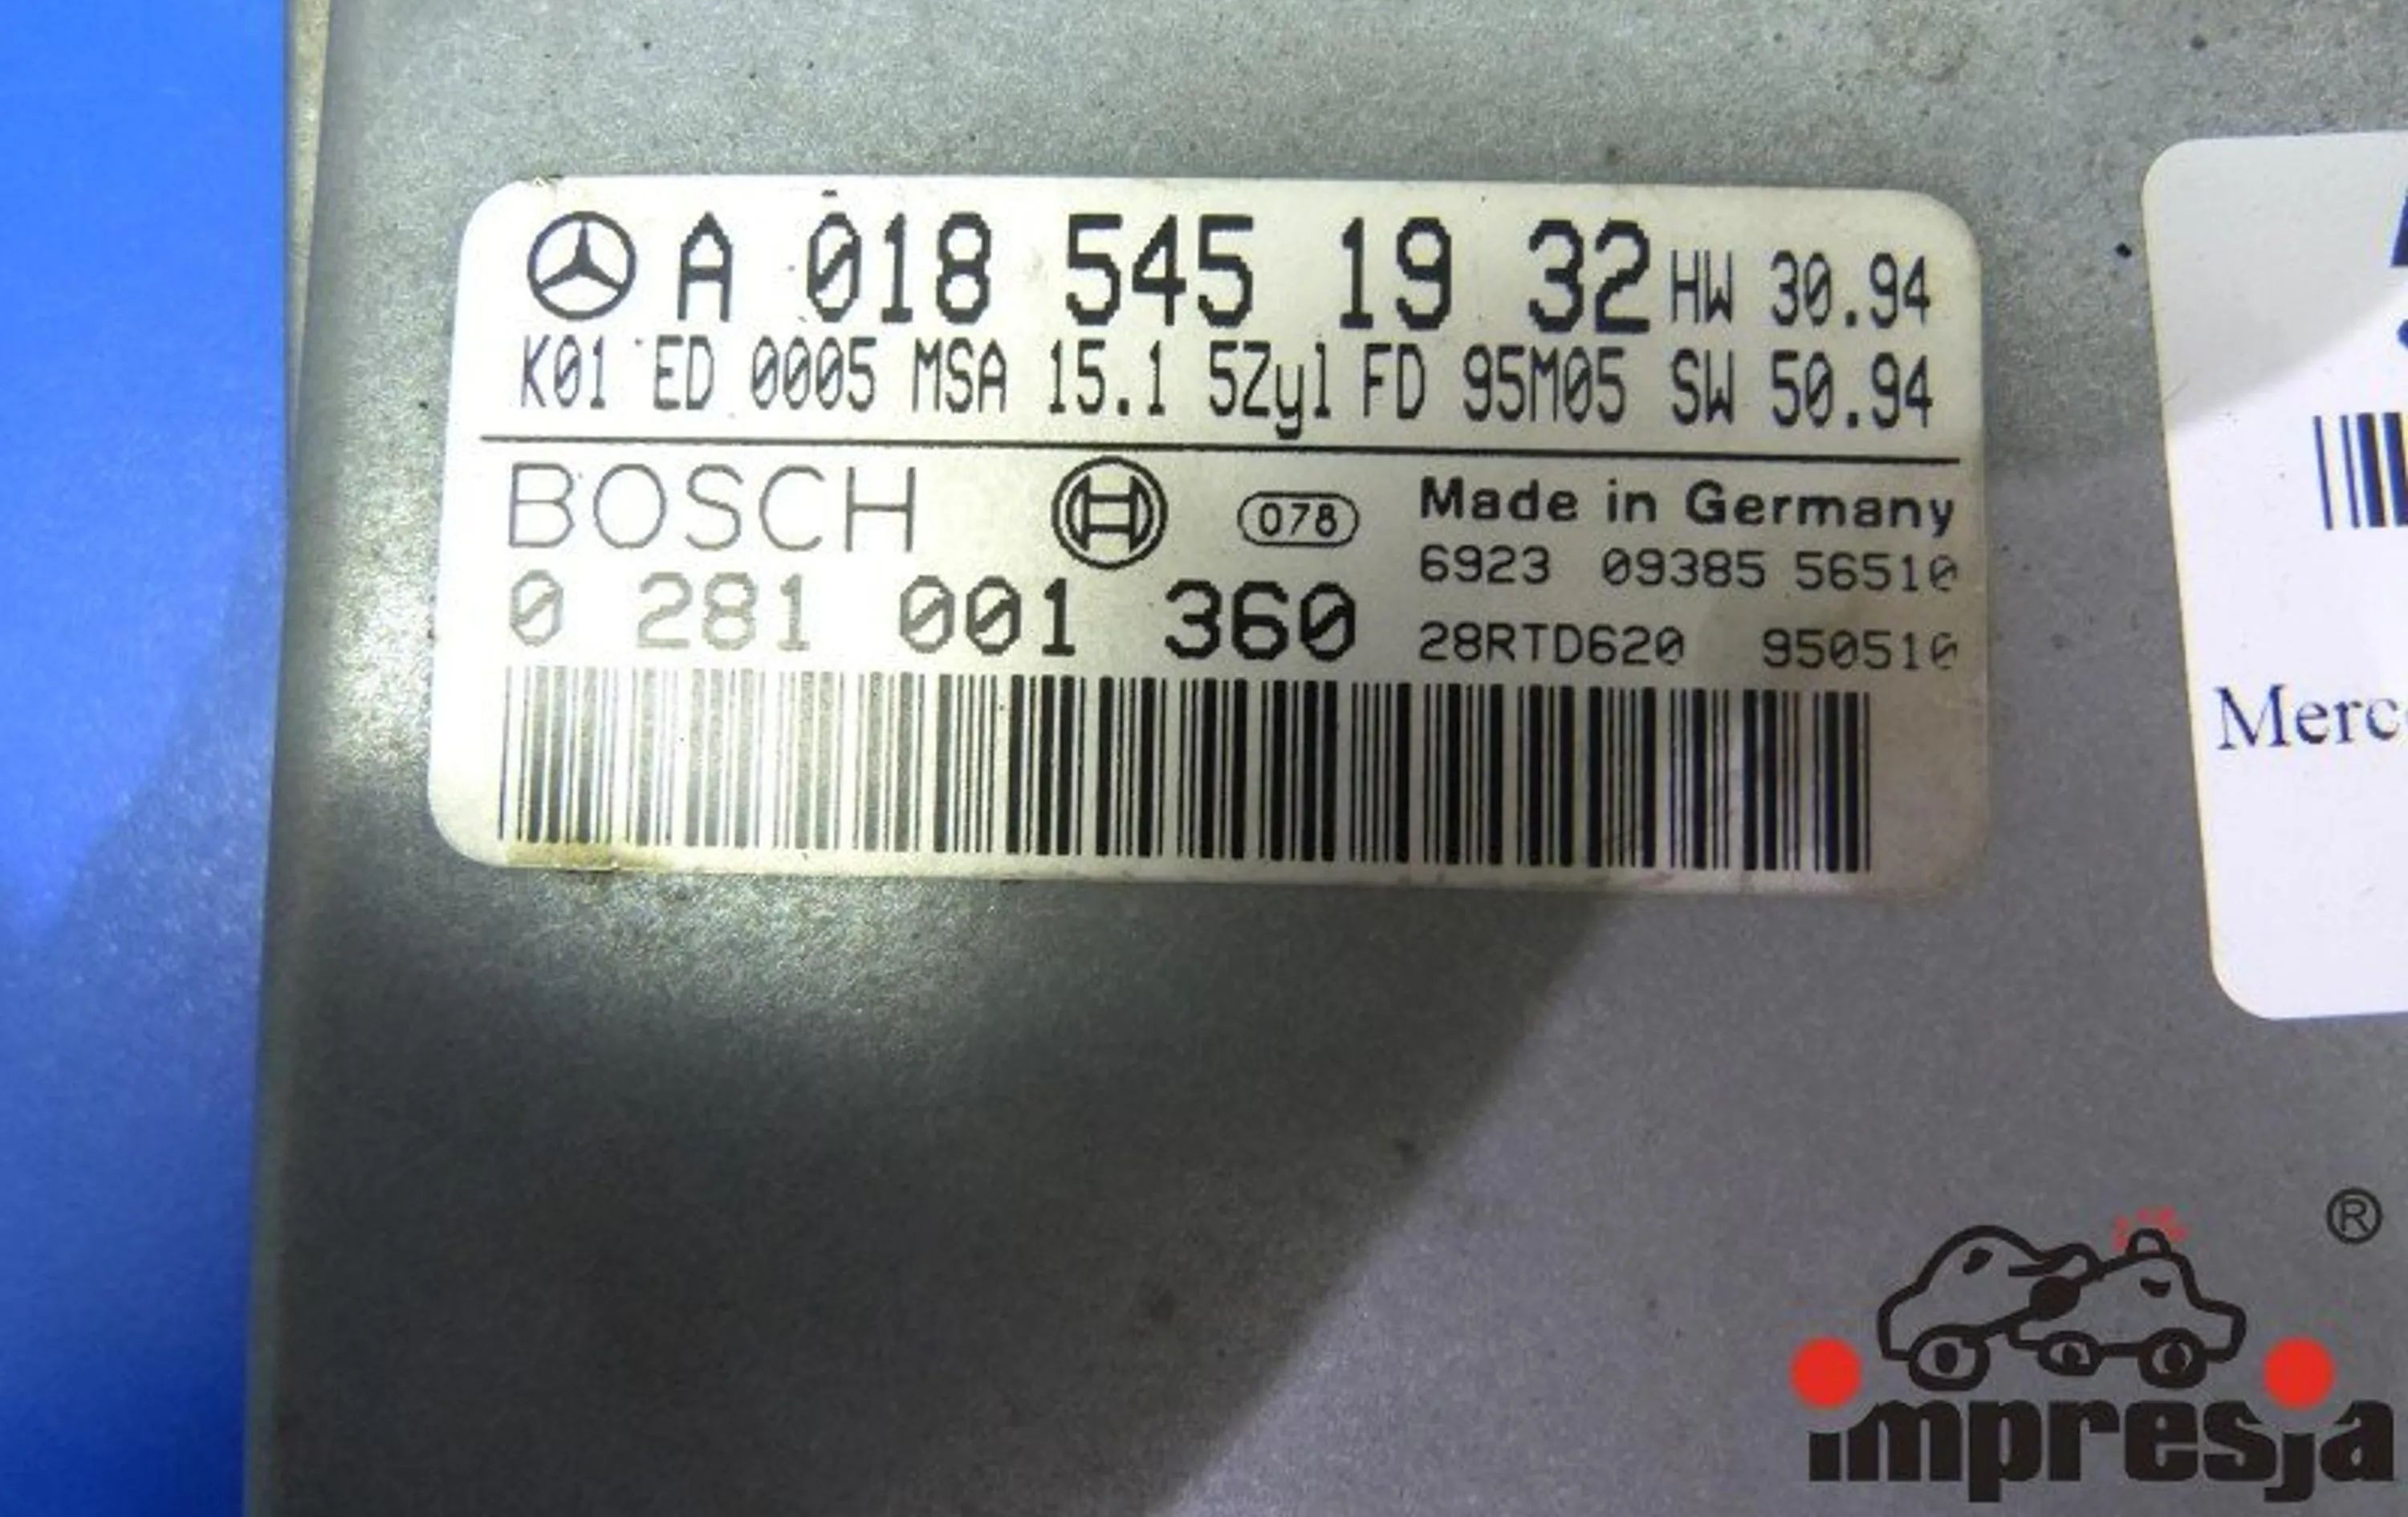 A 018 545 19 32 HW 30.94
K01 ED 0005 MSA 15.1 5Zyl FD 95M05 SW 50.94
BOSCH 078 Made in Germany
6923 09385 56510
0 281 001 360
28RTD620 950510
Merc
®
impresja